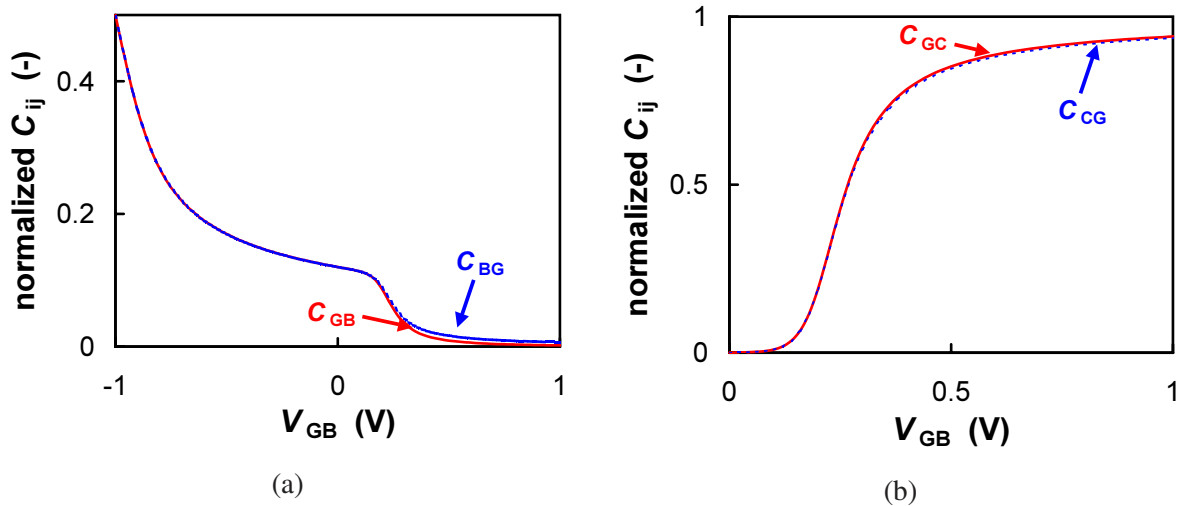 normalized C ij (-)
0.4
0.2
0
C BG
C GB
-1
0
1
V GB (V)
(a)
normalized C ij (-)
1
0.5
0
C GC
C CG
0
0.5
1
V GB (V)
(b)